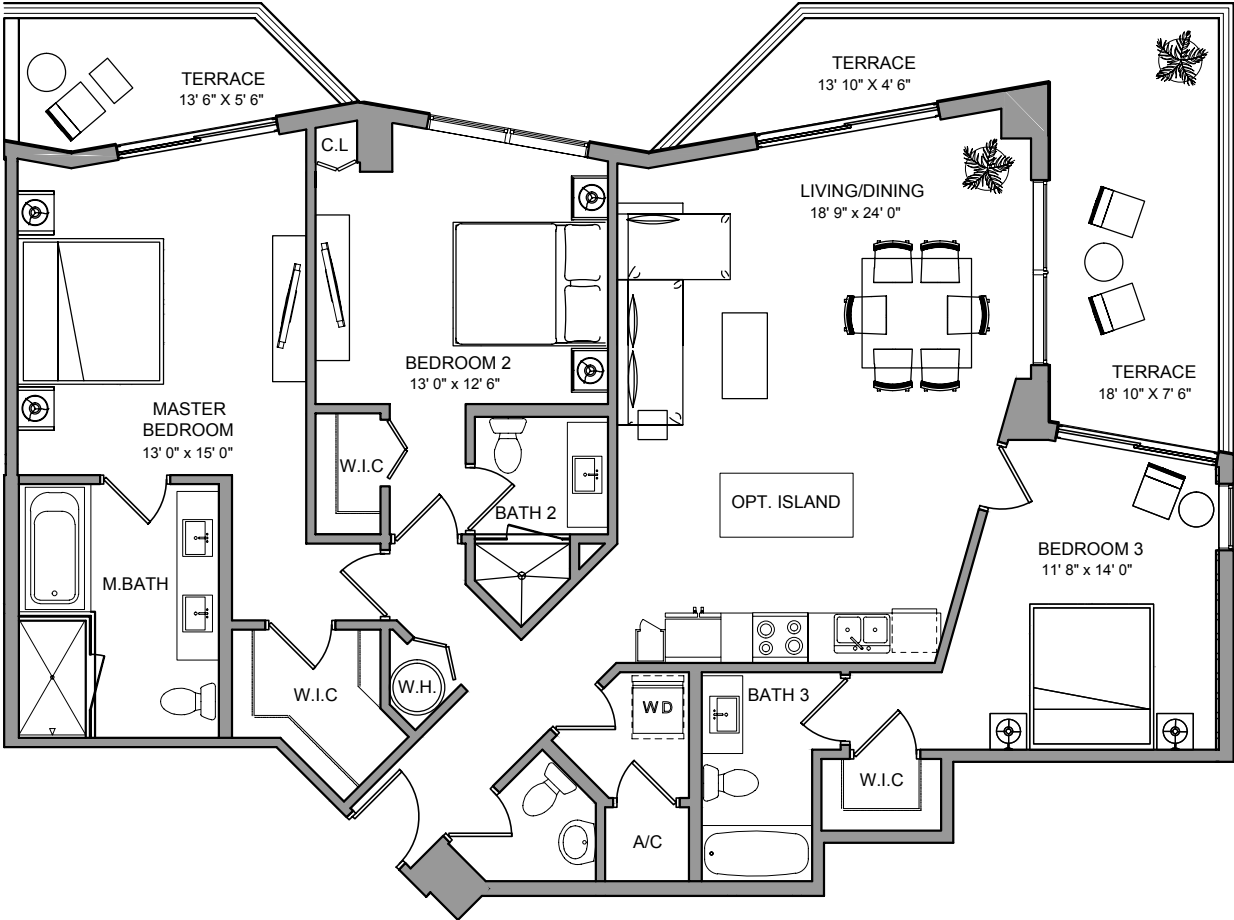 TERRACE
13' 6" X 5' 6"
TERRACE
13' 10" X 4' 6"
C.L
LIVING/DINING
18' 9" x 24' 0"
BEDROOM 2
13' 0" x 12' 6"
TERRACE
18' 10" X 7' 6"
MASTER
BEDROOM
13' 0" x 15' 0"
W.I.C
BATH 2
OPT. ISLAND
BEDROOM 3
11' 8" x 14' 0"
M.BATH
W.I.C
W.H.
WD
BATH 3
W.I.C
A/C